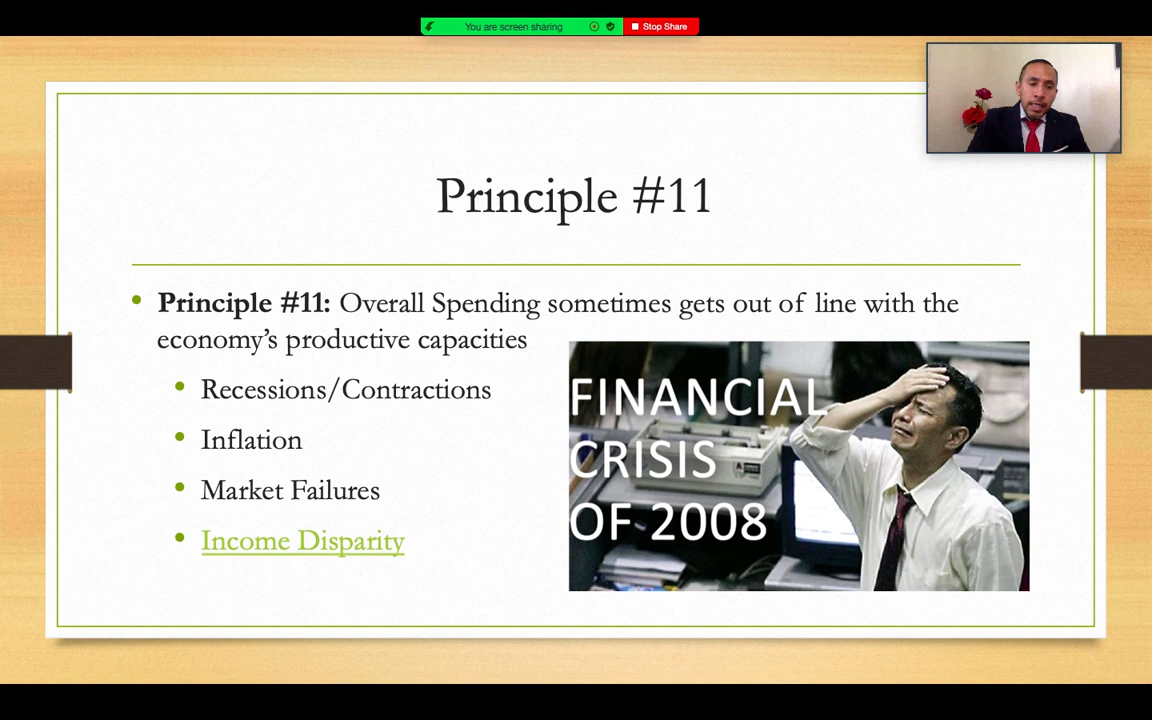 You are screen sharing
Stop Share
Principle #11
Principle #11: Overall Spending sometimes gets out of line with the
economy's productive capacities
Recessions/Contractions
Inflation
Market Failures
Income Disparity
FINANCIAL
CRISIS
OF 2008